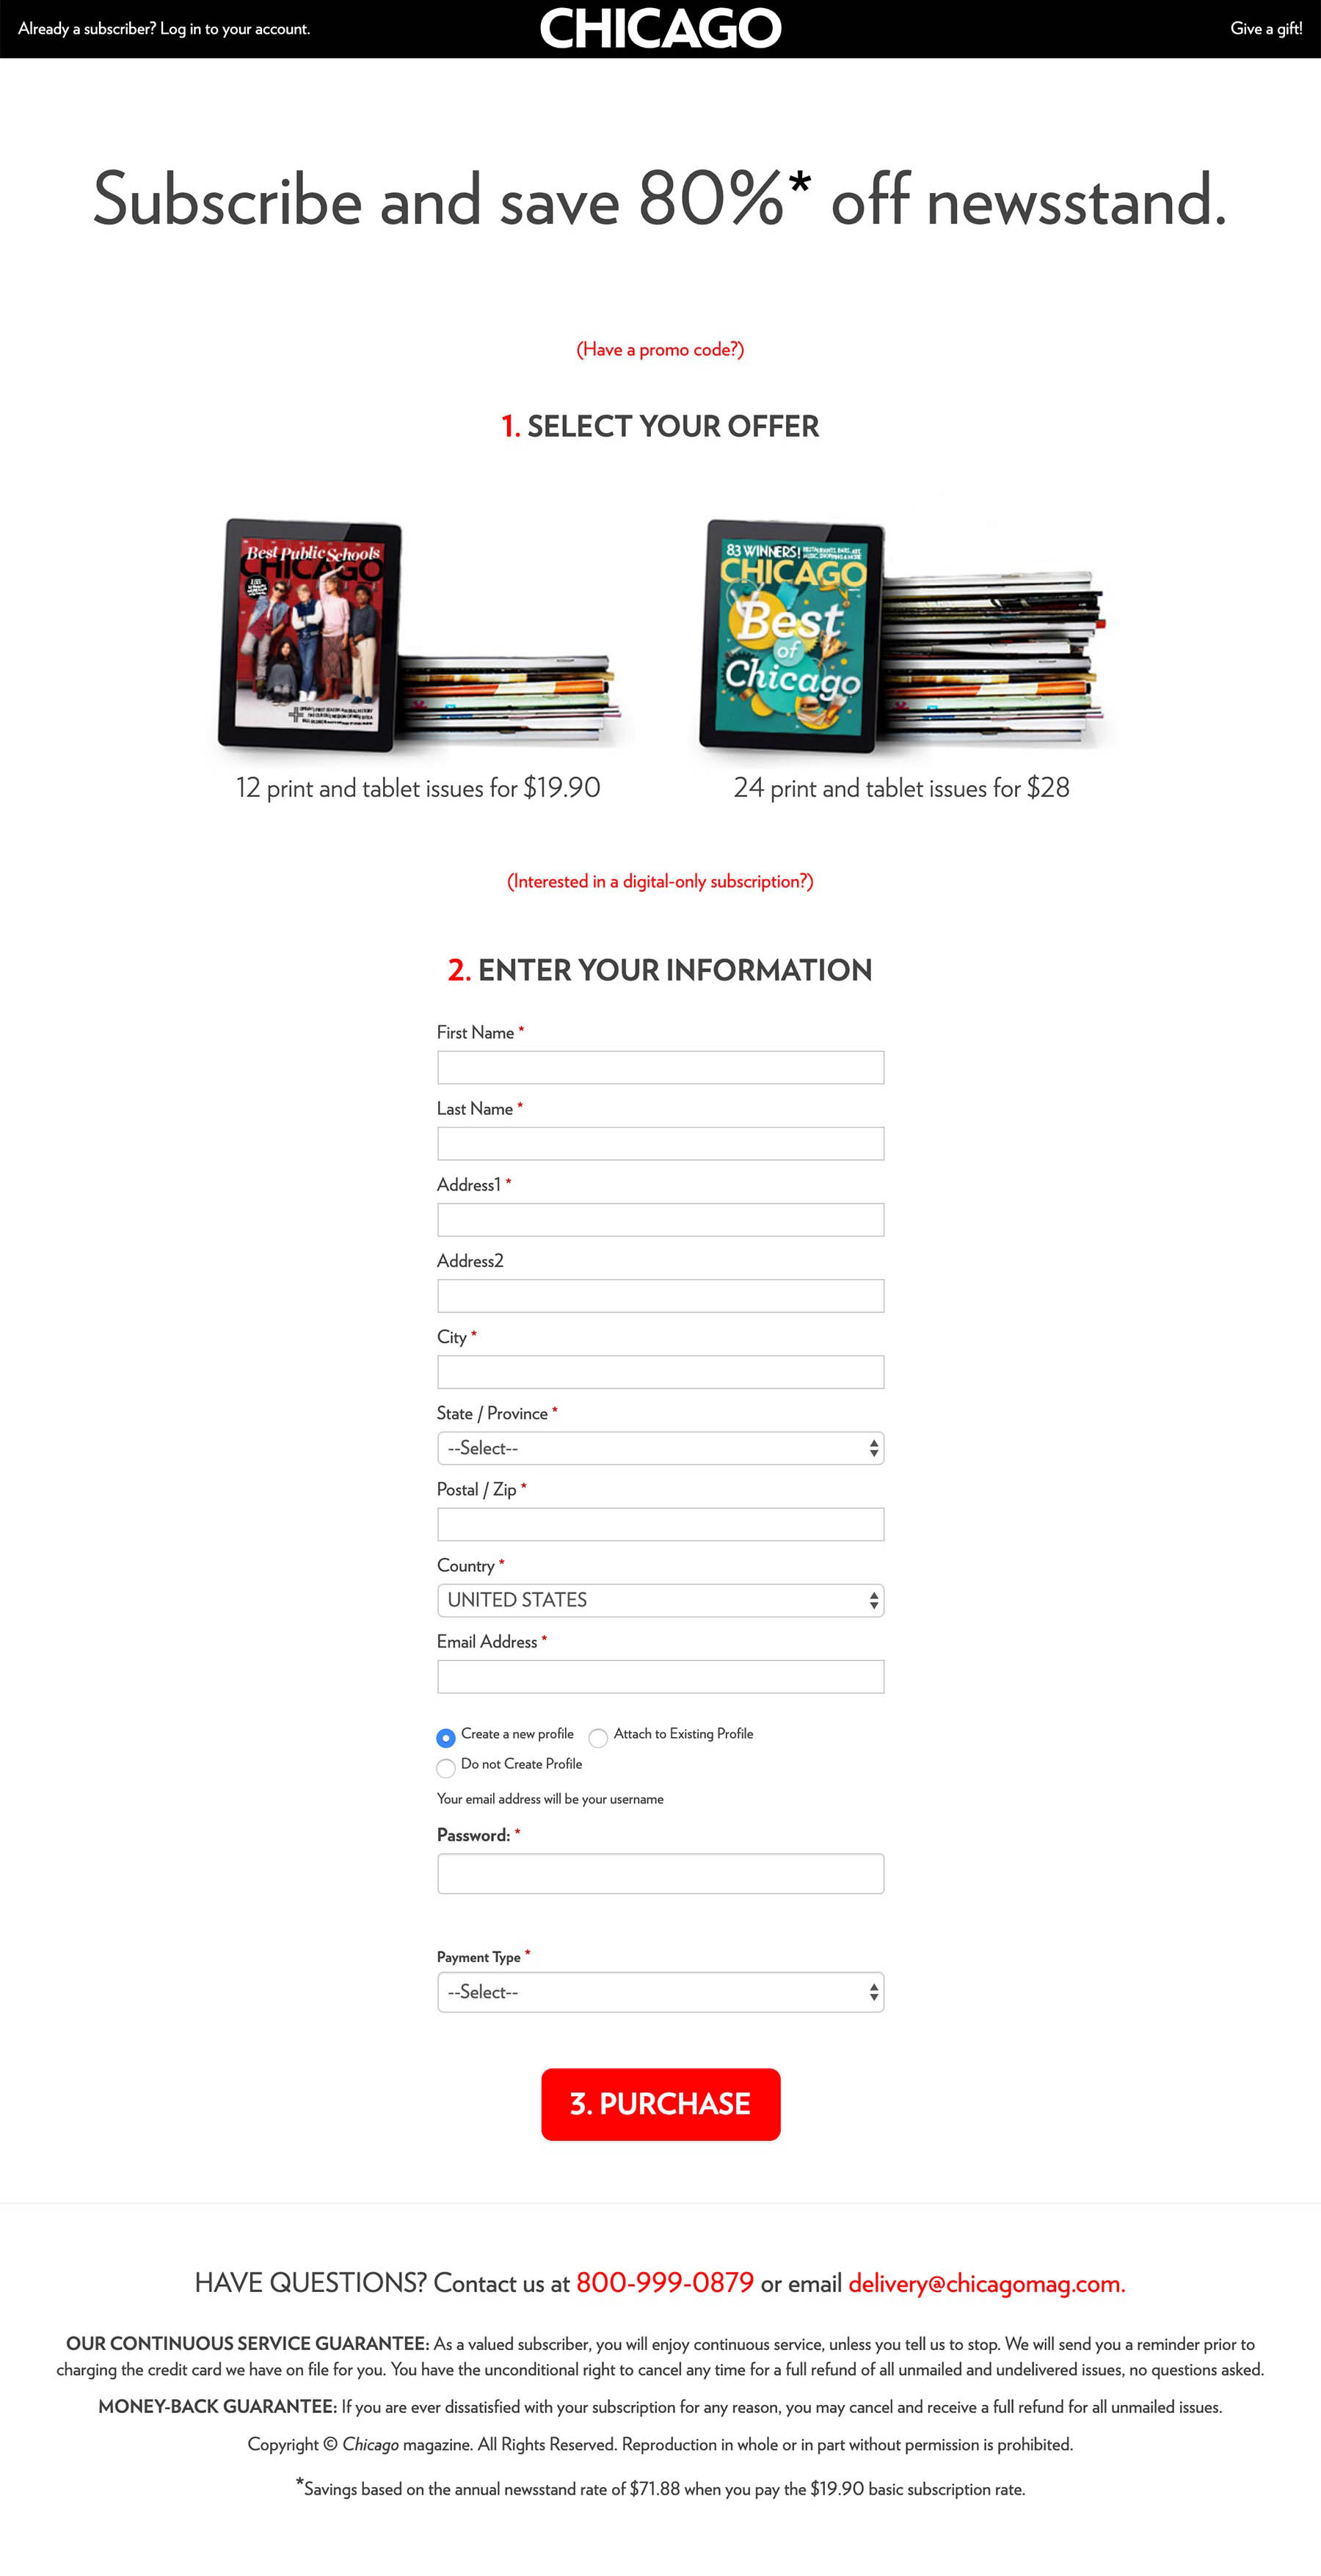 Already a subscriber? Log in to your account.
CHICAGO
Give a gift!
Subscribe and save 80%* off newsstand.
(Have a promo code?)
1. SELECT YOUR OFFER
Best Public Schools
CHICAGO
83 WINNERS!
CHICAGO
Best
of
Chicago
12 print and tablet issues for $19.90
24 print and tablet issues for $28
(Interested in a digital-only subscription?)
2. ENTER YOUR INFORMATION
First Name *
Last Name *
Address1 *
Address2
City *
State / Province *
--Select--
Postal / Zip *
Country *
UNITED STATES
Email Address *
Create a new profile
Attach to Existing Profile
Do not Create Profile
Your email address will be your username
Password: *
Payment Type *
--Select--
3. PURCHASE
HAVE QUESTIONS? Contact us at 800-999-0879 or email delivery@chicagomag.com.
OUR CONTINUOUS SERVICE GUARANTEE: As a valued subscriber, you will enjoy continuous service, unless you tell us to stop. We will send you a reminder prior to
charging the credit card we have on file for you. You have the unconditional right to cancel any time for a full refund of all unmailed and undelivered issues, no questions asked.
MONEY-BACK GUARANTEE: If you are ever dissatisfied with your subscription for any reason, you may cancel and receive a full refund for all unmailed issues.
Copyright © Chicago magazine. All Rights Reserved. Reproduction in whole or in part without permission is prohibited.
*Savings based on the annual newsstand rate of $71.88 when you pay the $19.90 basic subscription rate.